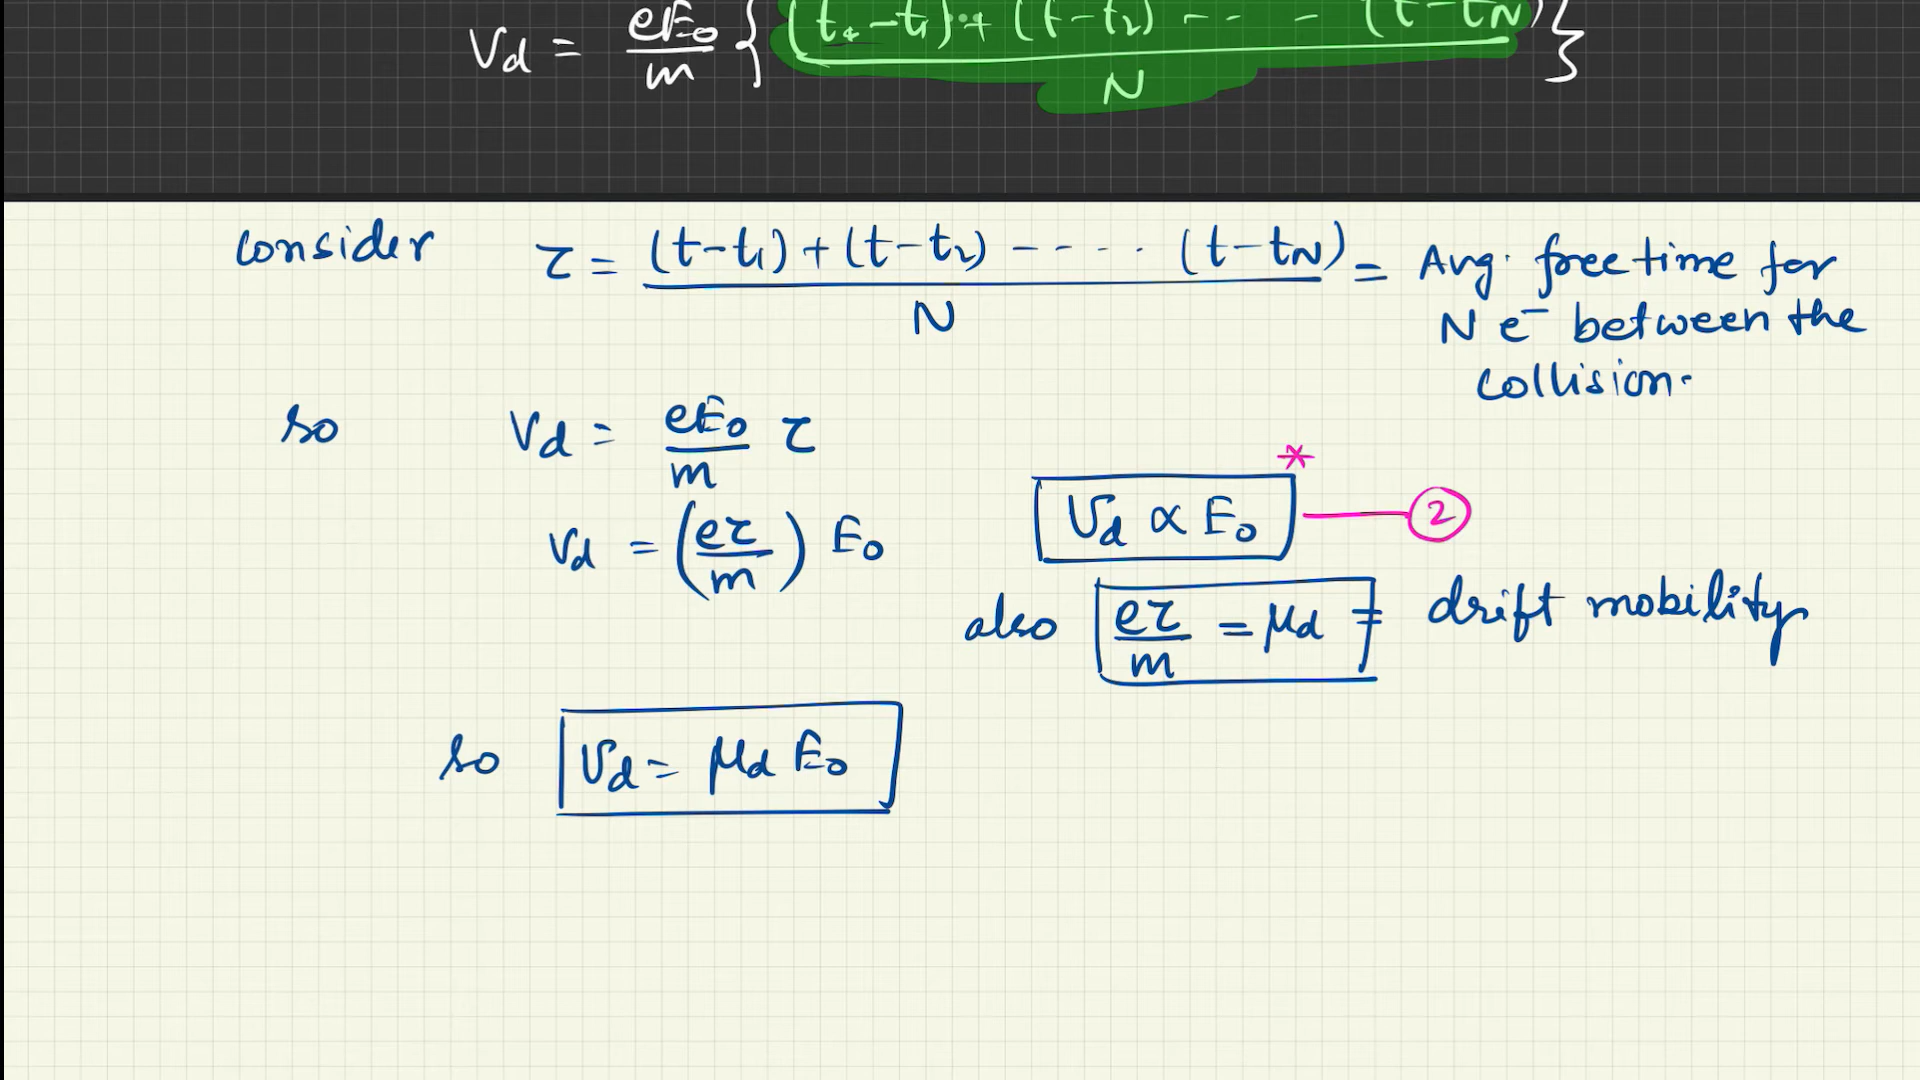 Vd = eE₀/m { (t₊-t₁)+(t-t₂) -- - - (t-tN) / N }
consider τ = (t-t₁)+(t-t₂) ----.. (t-tN) / N = Avg. free time for
N e⁻ between the
collision.
so Vd = eE₀/m τ
Vd ∝ E₀ * — ②
Vd = (eτ/m) E₀
also eτ/m = μd = drift mobility
so Vd = μd E₀